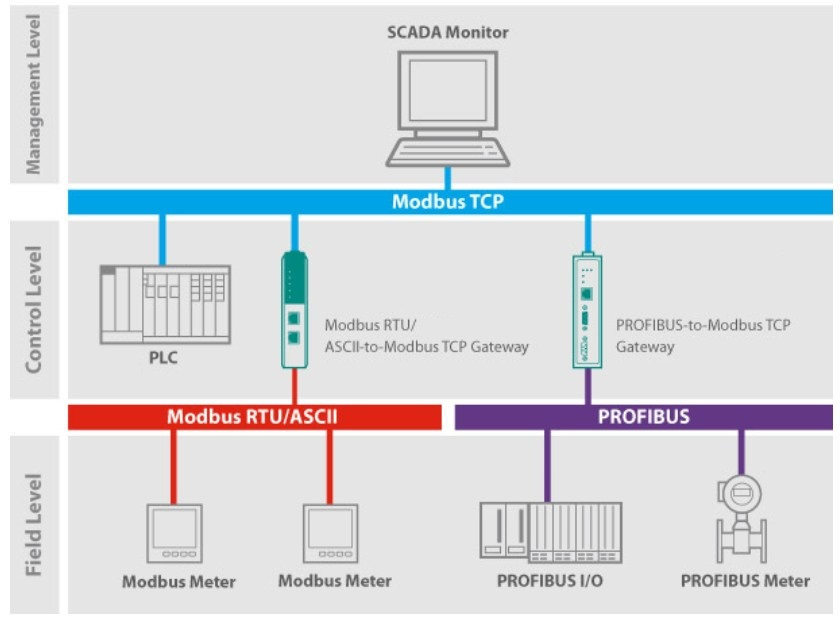 Management Level
SCADA Monitor
Modbus TCP
Control Level
PLC
Modbus RTU/
ASCII-to-Modbus TCP Gateway
PROFIBUS-to-Modbus TCP
Gateway
Modbus RTU/ASCII
PROFIBUS
Field Level
Modbus Meter
Modbus Meter
PROFIBUS I/O
PROFIBUS Meter